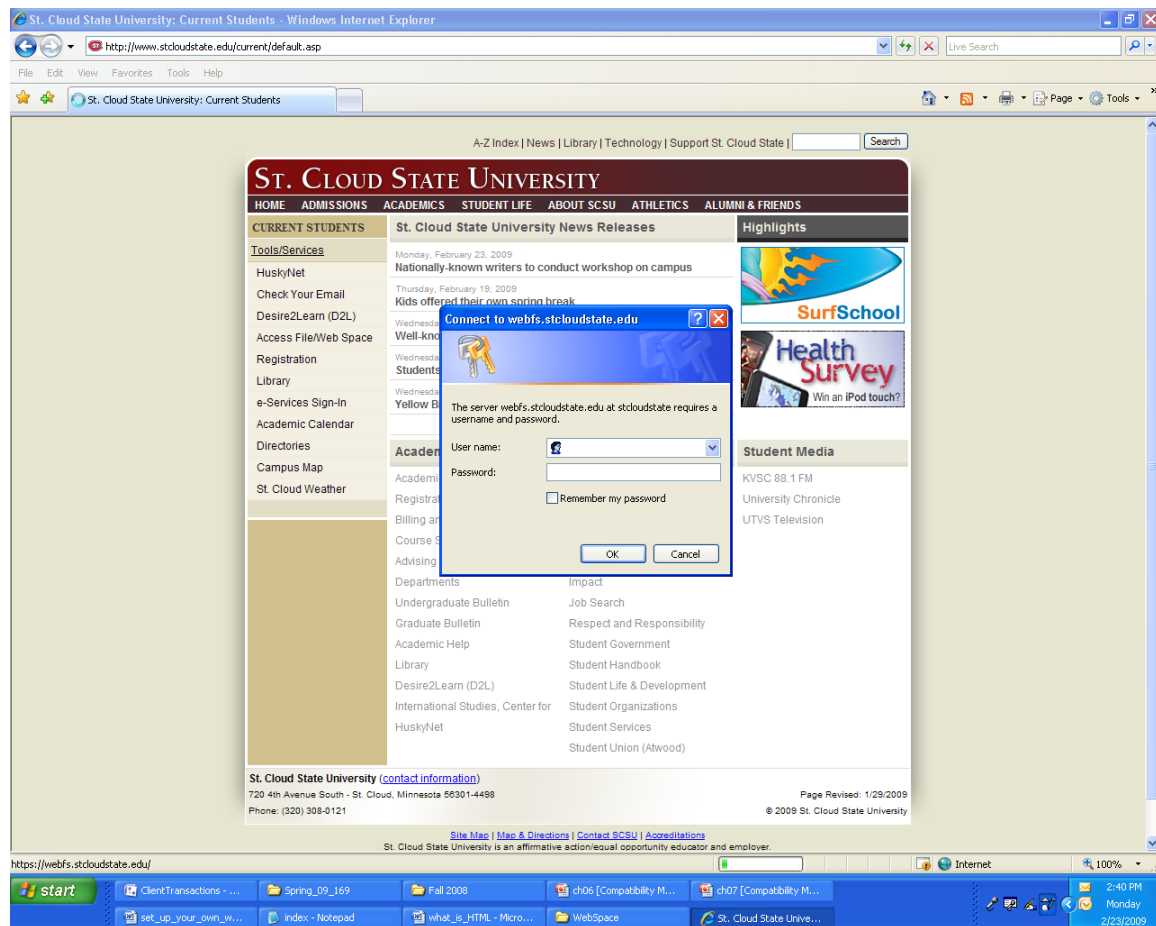 St. Cloud State University: Current Students - Windows Internet Explorer
http://www.stcloudstate.edu/current/default.asp
Live Search
File Edit View Favorites Tools Help
St. Cloud State University: Current Students
Page Tools
A-Z Index | News | Library | Technology | Support St. Cloud State |
Search
ST. CLOUD STATE UNIVERSITY
HOME ADMISSIONS ACADEMICS STUDENT LIFE ABOUT SCSU ATHLETICS ALUMNI & FRIENDS
CURRENT STUDENTS
Tools/Services
HuskyNet
Check Your Email
Desire2Learn (D2L)
Access File/Web Space
Registration
Library
e-Services Sign-In
Academic Calendar
Directories
Campus Map
St. Cloud Weather
St. Cloud State University News Releases
Monday, February 23, 2009
Nationally-known writers to conduct workshop on campus
Thursday, February 19, 2009
Kids offered their own spring break
Wednesda
Well-kno
Wednesda
Students
Wednesda
Yellow B
Highlights
SurfSchool
Health
Survey
Win an iPod touch?
Connect to webfs.stcloudstate.edu
The server webfs.stcloudstate.edu at stcloudstate requires a
username and password.
User name:
Password:
Remember my password
OK Cancel
Academ
Academi
Registrat
Billing an
Course S
Advising
Departments
Undergraduate Bulletin
Graduate Bulletin
Academic Help
Library
Desire2Learn (D2L)
International Studies, Center for
HuskyNet
Impact
Job Search
Respect and Responsibility
Student Government
Student Handbook
Student Life & Development
Student Organizations
Student Services
Student Union (Atwood)
Student Media
KVSC 88.1 FM
University Chronicle
UTVS Television
St. Cloud State University (contact information)
720 4th Avenue South - St. Cloud, Minnesota 56301-4498
Phone: (320) 308-0121
Page Revised: 1/29/2009
© 2009 St. Cloud State University
Site Map | Map & Directions | Contact SCSU | Accreditations
St. Cloud State University is an affirmative action/equal opportunity educator and employer.
https://webfs.stcloudstate.edu/
Internet
100%
start
ClientTransactions - ...
Spring_09_169
Fall 2008
ch06 [Compatibility M...
ch07 [Compatibility M...
2:40 PM
set_up_your_own_w...
index - Notepad
what_is_HTML - Micro...
WebSpace
St. Cloud State Unive...
Monday
2/23/2009